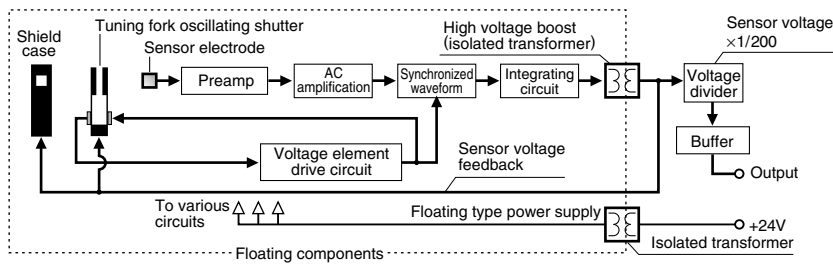 Tuning fork oscillating shutter
Shield
case
Sensor electrode
High voltage boost
(isolated transformer)
Sensor voltage
×1/200
Preamp
AC
amplification
Synchronized
waveform
Integrating
circuit
Voltage
divider
Buffer
Voltage element
drive circuit
Sensor voltage
feedback
Output
To various
circuits
Floating type power supply
+24V
Isolated transformer
Floating components